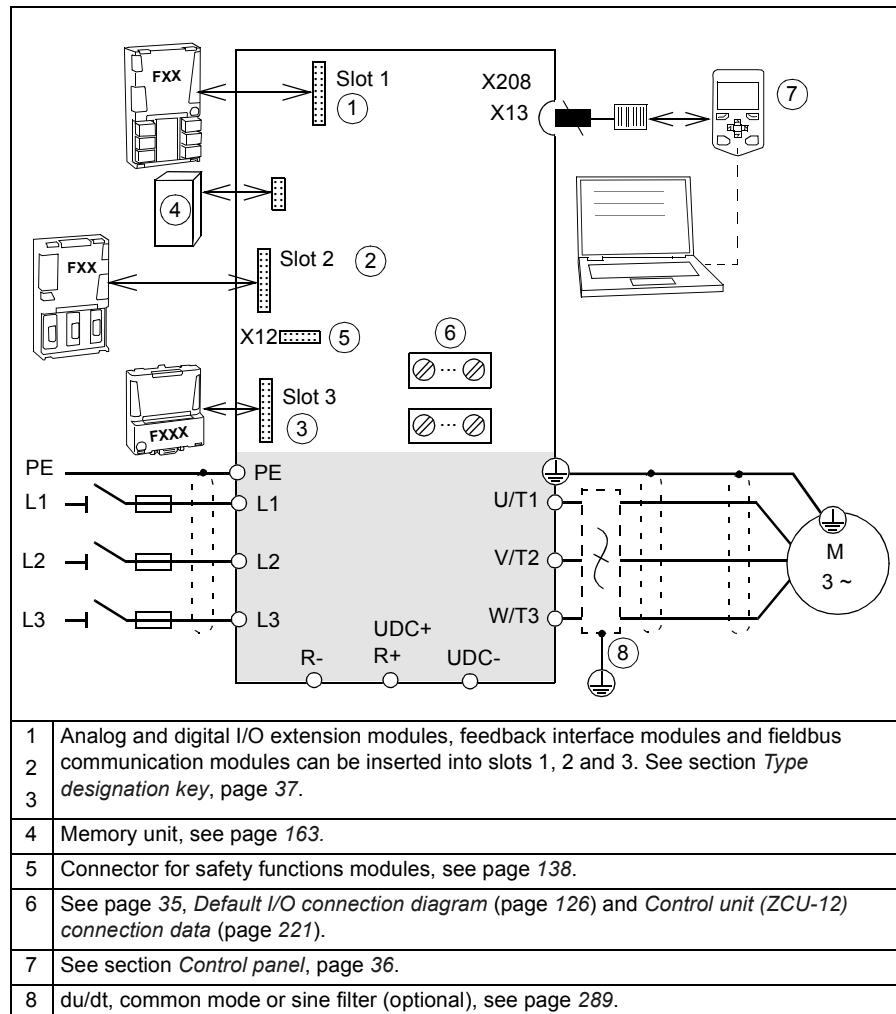 FXX
Slot 1
1
X208
X13
7
4
FXX
Slot 2
2
X12
5
6
Slot 3
3
FXXX
PE
PE
L1
L1
U/T1
L2
L2
V/T2
M
3 ~
L3
L3
W/T3
UDC+
R-
R+
UDC-
8
1
2
3
Analog and digital I/O extension modules, feedback interface modules and fieldbus
communication modules can be inserted into slots 1, 2 and 3. See section Type
designation key, page 37.
4 Memory unit, see page 163.
5 Connector for safety functions modules, see page 138.
6 See page 35, Default I/O connection diagram (page 126) and Control unit (ZCU-12)
connection data (page 221).
7 See section Control panel, page 36.
8 du/dt, common mode or sine filter (optional), see page 289.